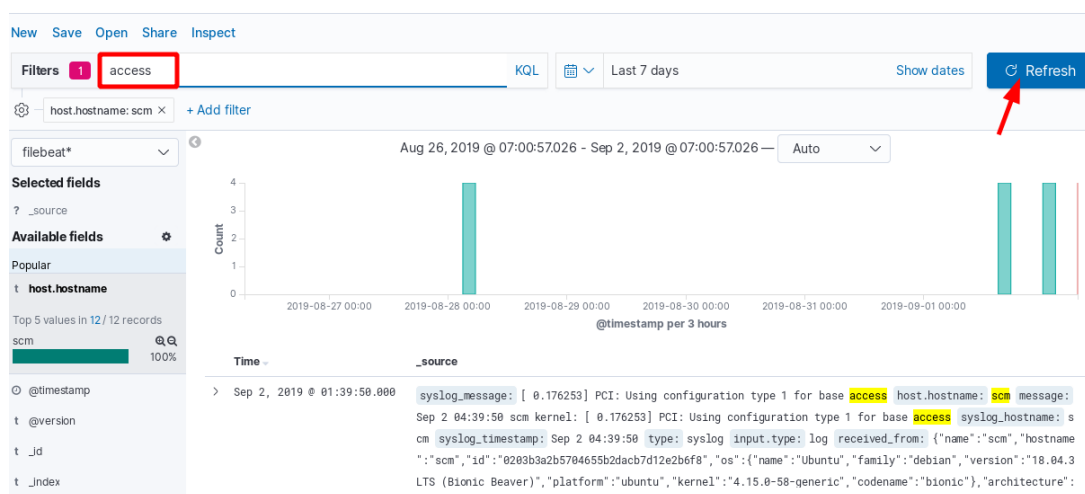 New Save Open Share Inspect
Filters 1 access KQL Last 7 days Show dates Refresh
host.hostname: scm × + Add filter
filebeat*
Aug 26, 2019 @ 07:00:57.026 - Sep 2, 2019 @ 07:00:57.026 — Auto
Selected fields
? _source
Available fields
Popular
t host.hostname
Top 5 values in 12 / 12 records
scm
100%
@timestamp
t @version
t _id
t _index
Count
4
3
2
1
0
2019-08-27 00:00 2019-08-28 00:00 2019-08-29 00:00 2019-08-30 00:00 2019-08-31 00:00 2019-09-01 00:00
@timestamp per 3 hours
Time _source
Sep 2, 2019 @ 01:39:50.000 syslog_message: [ 0.176253] PCI: Using configuration type 1 for base access host.hostname: scm message:
Sep 2 04:39:50 scm kernel: [ 0.176253] PCI: Using configuration type 1 for base access syslog_hostname: s
cm syslog_timestamp: Sep 2 04:39:50 type: syslog input.type: log received_from: {"name":"scm","hostname
":"scm","id":"0203b3a2b5704655b2dacb7d12e2b6f8","os":{"name":"Ubuntu","family":"debian","version":"18.04.3
LTS (Bionic Beaver)","platform":"ubuntu","kernel":"4.15.0-58-generic","codename":"bionic"},"architecture":